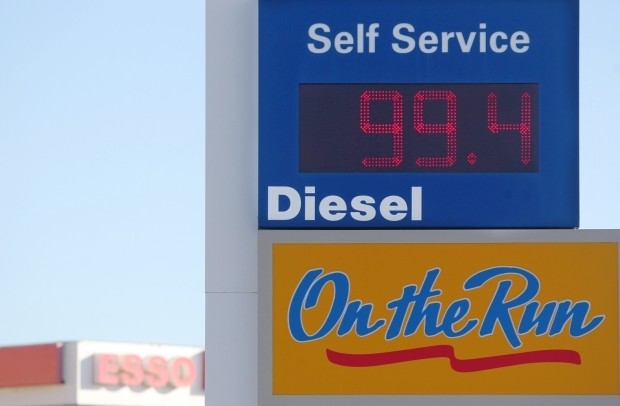 Self Service
99.4
Diesel
On the Run
ESSO